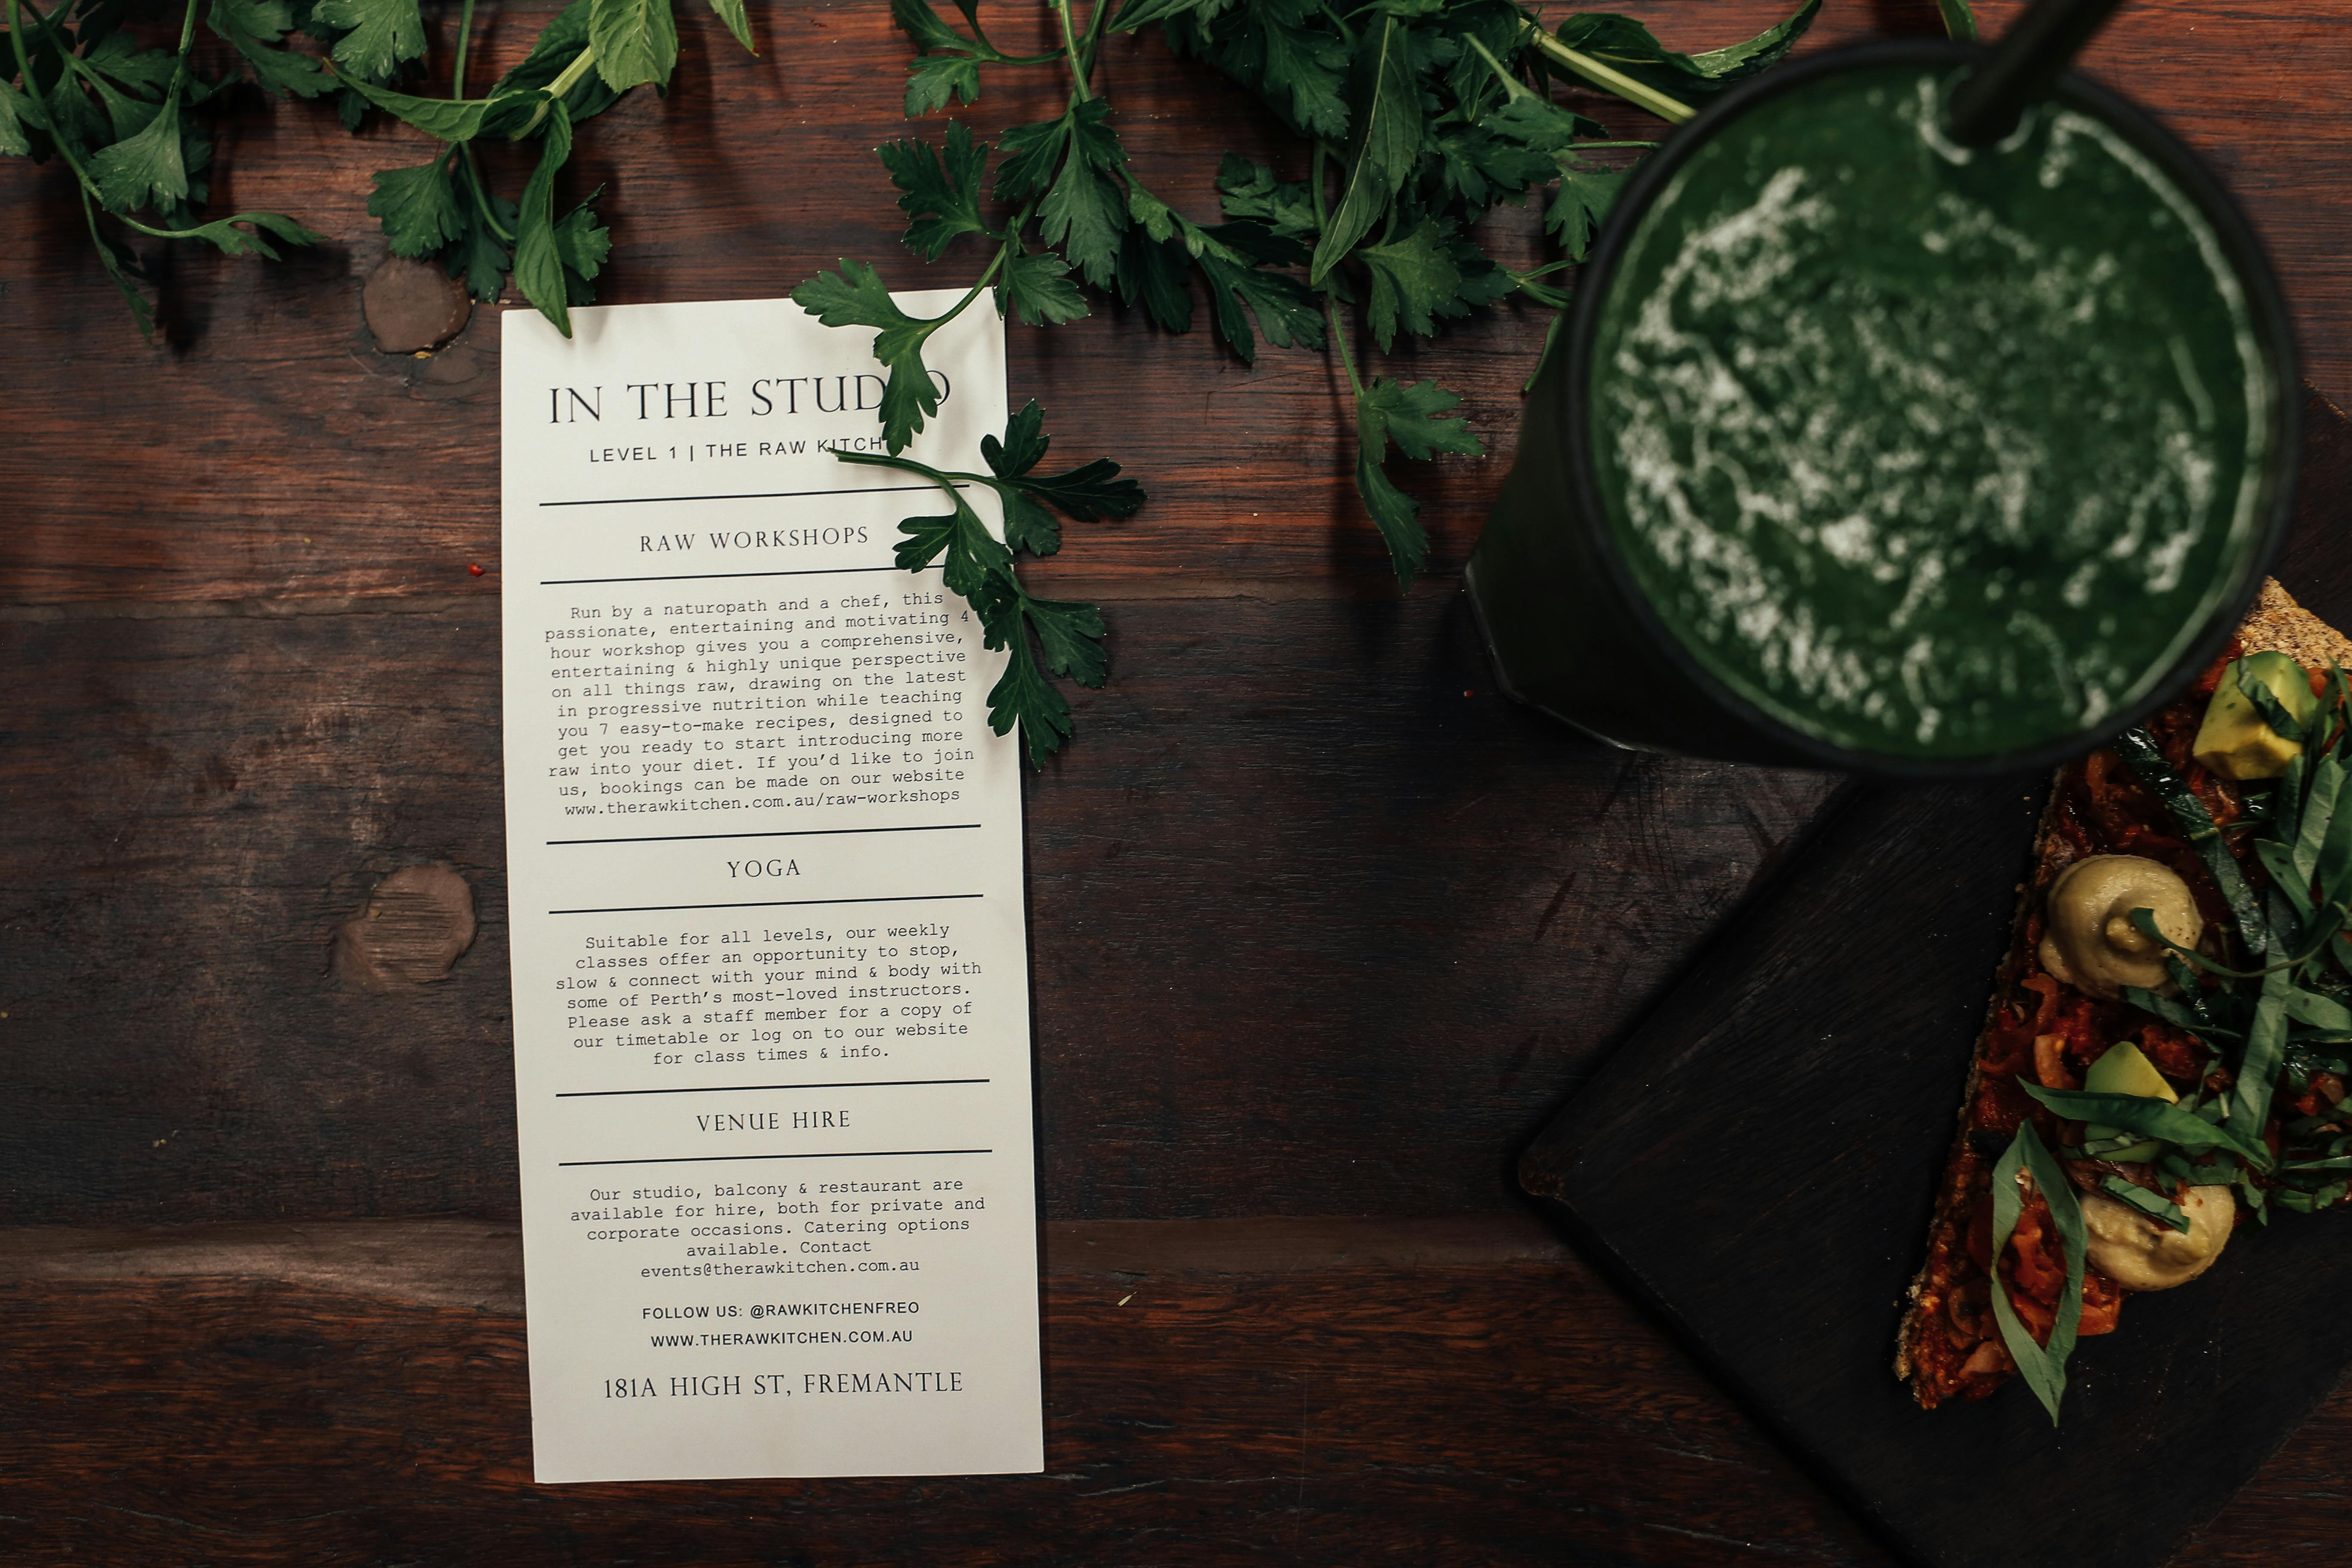 IN THE STUDIO
LEVEL 1 | THE RAW KITCH
RAW WORKSHOPS
Run by a naturopath and a chef, this
passionate, entertaining and motivating 4
hour workshop gives you a comprehensive,
entertaining & highly unique perspective
on all things raw, drawing on the latest
in progressive nutrition while teaching
you 7 easy-to-make recipes, designed to
get you ready to start introducing more
raw into your diet. If you'd like to join
us, bookings can be made on our website
www.therawkitchen.com.au/raw-workshops
YOGA
Suitable for all levels, our weekly
classes offer an opportunity to stop,
slow & connect with your mind & body with
some of Perth's most-loved instructors.
Please ask a staff member for a copy of
our timetable or log on to our website
for class times & info.
VENUE HIRE
Our studio, balcony & restaurant are
available for hire, both for private and
corporate occasions. Catering options
available. Contact
events@therawkitchen.com.au
FOLLOW US: @RAWKITCHENFREO
WWW.THERAWKITCHEN.COM.AU
181A HIGH ST, FREMANTLE